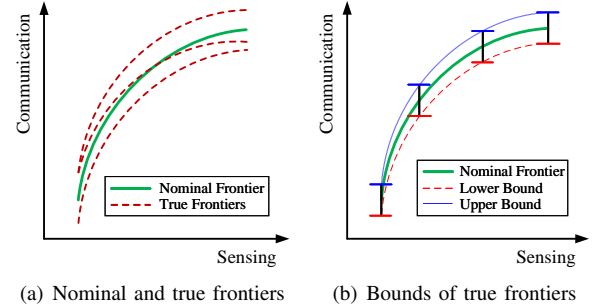 Communication
Nominal Frontier
True Frontiers
Sensing
(a) Nominal and true frontiers
Communication
Nominal Frontier
Lower Bound
Upper Bound
Sensing
(b) Bounds of true frontiers